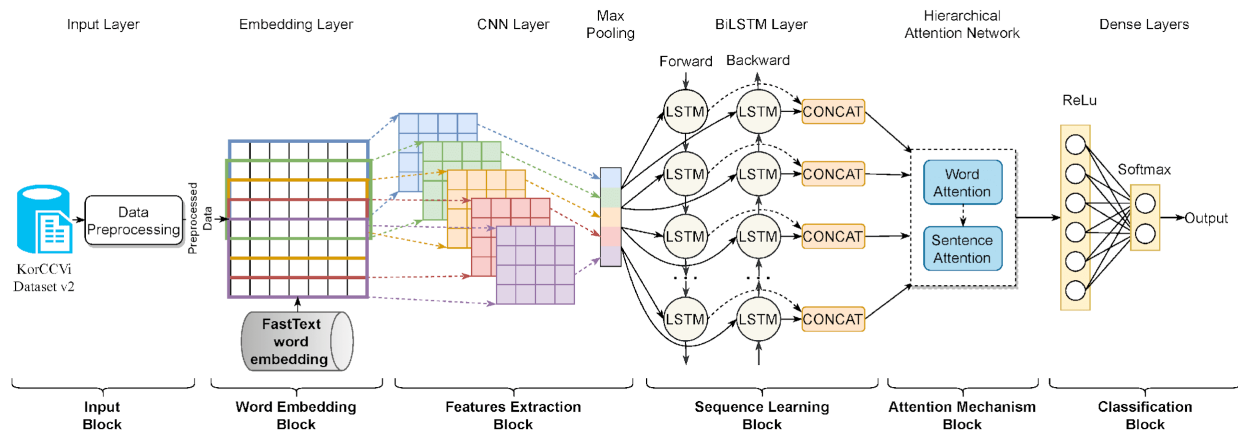 Input Layer
Embedding Layer
CNN Layer
Max
Pooling
BiLSTM Layer
Hierarchical
Attention Network
Dense Layers
Forward
Backward
KorCCVi
Dataset v2
Data
Preprocessing
Preprocessed
Data
FastText
word
embedding
LSTM
LSTM
CONCAT
LSTM
LSTM
CONCAT
LSTM
LSTM
CONCAT
...
...
LSTM
LSTM
CONCAT
Word
Attention
Sentence
Attention
ReLu
Softmax
Output
Input
Block
Word Embedding
Block
Features Extraction
Block
Sequence Learning
Block
Attention Mechanism
Block
Classification
Block